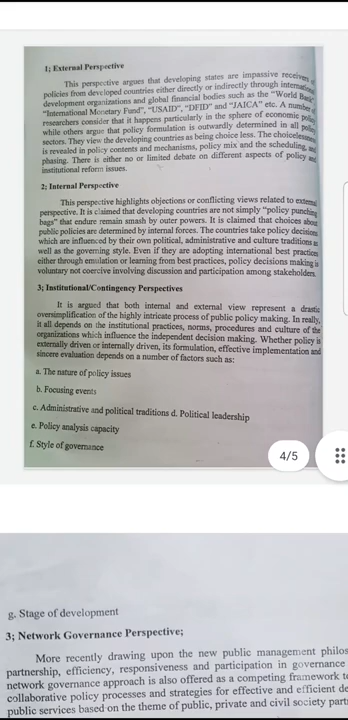 1; External Perspective
This perspective argues that developing states are impassive receivers of
policies from developed countries either directly or indirectly through international
development organizations and global financial bodies such as the "World Bank"
"International Monetary Fund", "USAID", "DFID" and "JAICA" etc. A number of
researchers consider that it happens particularly in the sphere of economic policy
while others argue that policy formulation is outwardly determined in all policy
sectors. They view the developing countries as being choice less. The choicelessness
is revealed in policy contents and mechanisms, policy mix and the scheduling, and
phasing. There is either no or limited debate on different aspects of policy and
institutional reform issues.
2; Internal Perspective
This perspective highlights objections or conflicting views related to external
perspective. It is claimed that developing countries are not simply "policy punching
bags" that endure remain smash by outer powers. It is claimed that choices about
public policies are determined by internal forces. The countries take policy decisions
which are influenced by their own political, administrative and culture traditions as
well as the governing style. Even if they are adopting international best practices
either through emulation or learning from best practices, policy decisions making is
voluntary not coercive involving discussion and participation among stakeholders.
3; Institutional/Contingency Perspectives
It is argued that both internal and external view represent a drastic
oversimplification of the highly intricate process of public policy making. In really,
it all depends on the institutional practices, norms, procedures and culture of the
organizations which influence the independent decision making. Whether policy is
externally driven or internally driven, its formulation, effective implementation and
sincere evaluation depends on a number of factors such as:
a. The nature of policy issues
b. Focusing events
c. Administrative and political traditions d. Political leadership
e. Policy analysis capacity
f. Style of governance
4/5
g. Stage of development
3; Network Governance Perspective;
More recently drawing upon the new public management philos
partnership, efficiency, responsiveness and participation in governance
network governance approach is also offered as a competing framework to
collaborative policy processes and strategies for effective and efficient de
public services based on the theme of public, private and civil society part